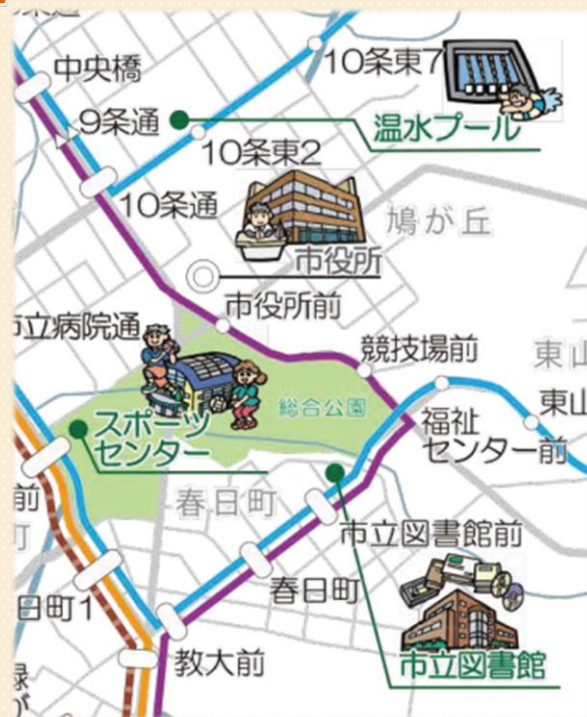 中央橋
10条東7
9条通
温水プール
10条東2
10条通
鳩が丘
市役所
市役所前
市立病院通
競技場前
東山
総合公園
東山
スポーツ
センター
福祉
センター前
前
春日町
市立図書館前
町
春日町
日町1
教大前
市立図書館
緑
が